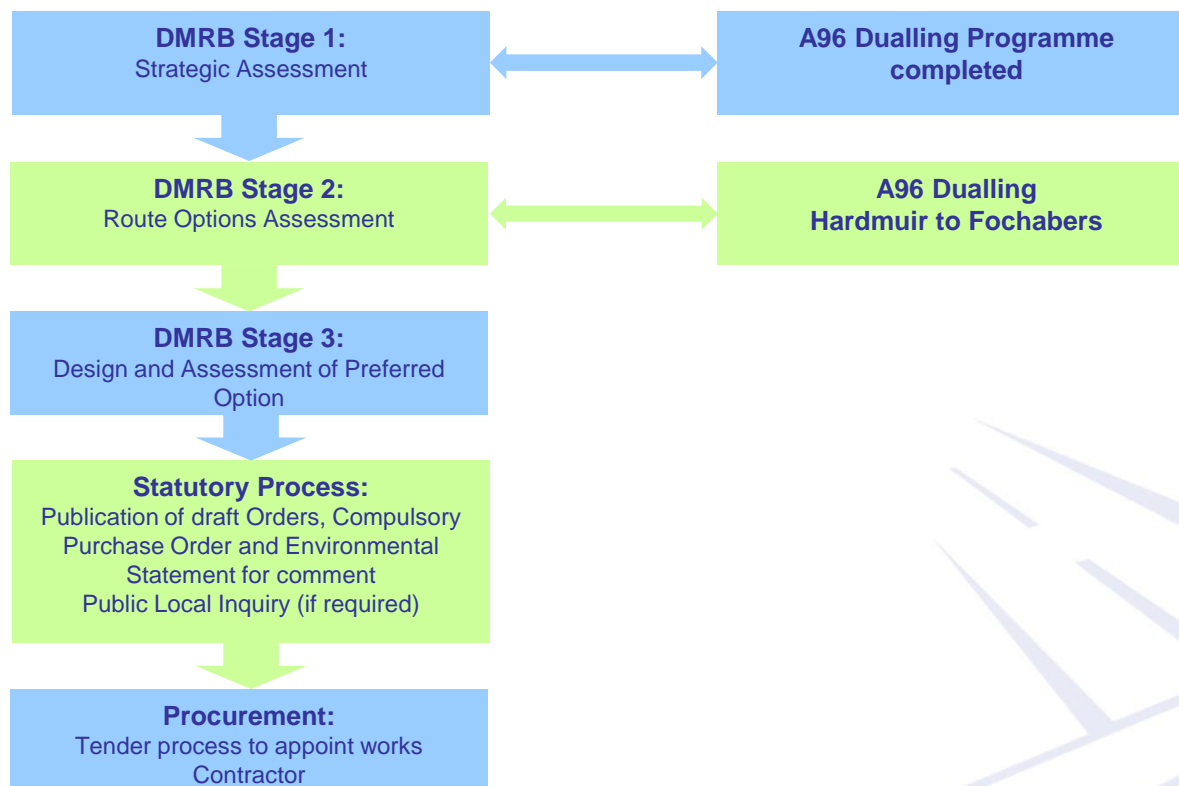 DMRB Stage 1:
Strategic Assessment
A96 Dualling Programme
completed
DMRB Stage 2:
Route Options Assessment
A96 Dualling
Hardmuir to Fochabers
DMRB Stage 3:
Design and Assessment of Preferred
Option
Statutory Process:
Publication of draft Orders, Compulsory
Purchase Order and Environmental
Statement for comment
Public Local Inquiry (if required)
Procurement:
Tender process to appoint works
Contractor